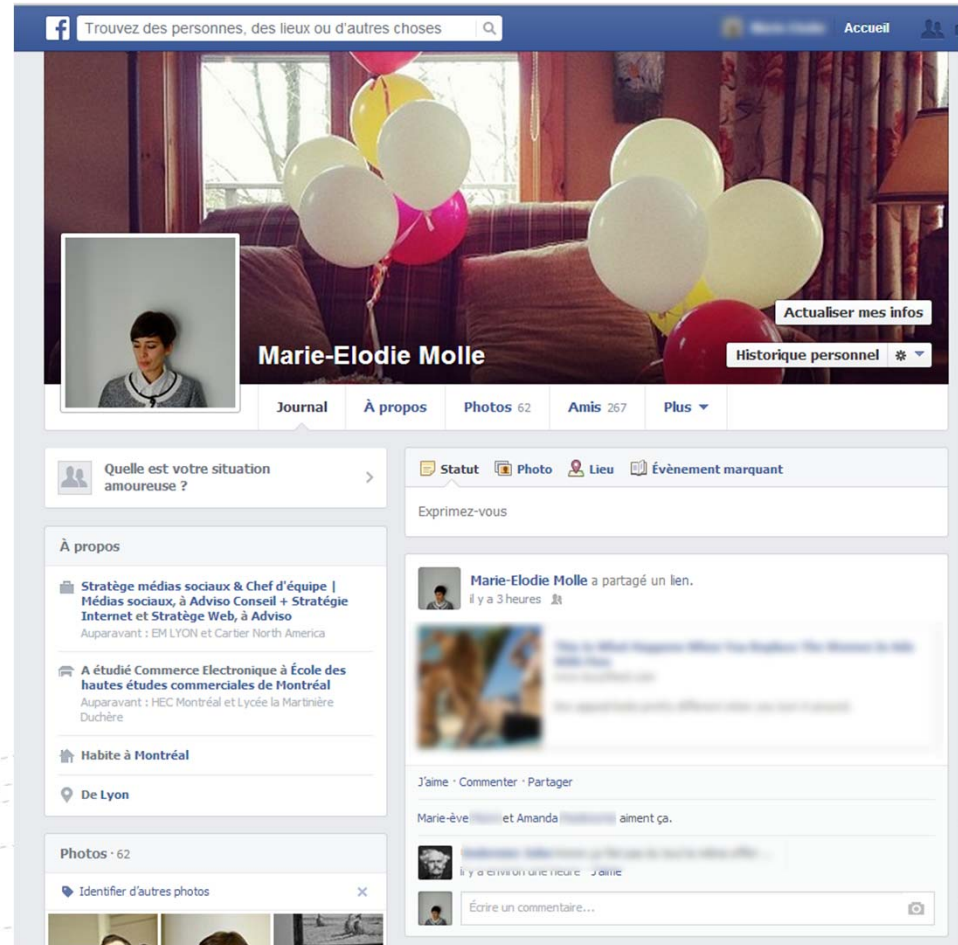 f
Trouvez des personnes, des lieux ou d'autres choses
Accueil
Actualiser mes infos
Marie-Elodie Molle
Historique personnel
Journal
À propos
Photos 62
Amis 267
Plus
Quelle est votre situation
amoureuse ?
À propos
Stratège médias sociaux & Chef d'équipe |
Médias sociaux, à Adviso Conseil + Stratégie
Internet et Stratège Web, à Adviso
Auparavant : EM LYON et Cartier North America
A étudié Commerce Electronique à École des
hautes études commerciales de Montréal
Auparavant : HEC Montréal et Lycée la Martinière
Duchère
Habite à Montréal
De Lyon
Photos · 62
Identifier d'autres photos
Statut
Photo
Lieu
Évènement marquant
Exprimez-vous
Marie-Elodie Molle a partagé un lien.
il y a 3 heures
J'aime · Commenter · Partager
Marie-ève et Amanda aiment ça.
il y a environ une heure J'aime
Écrire un commentaire...